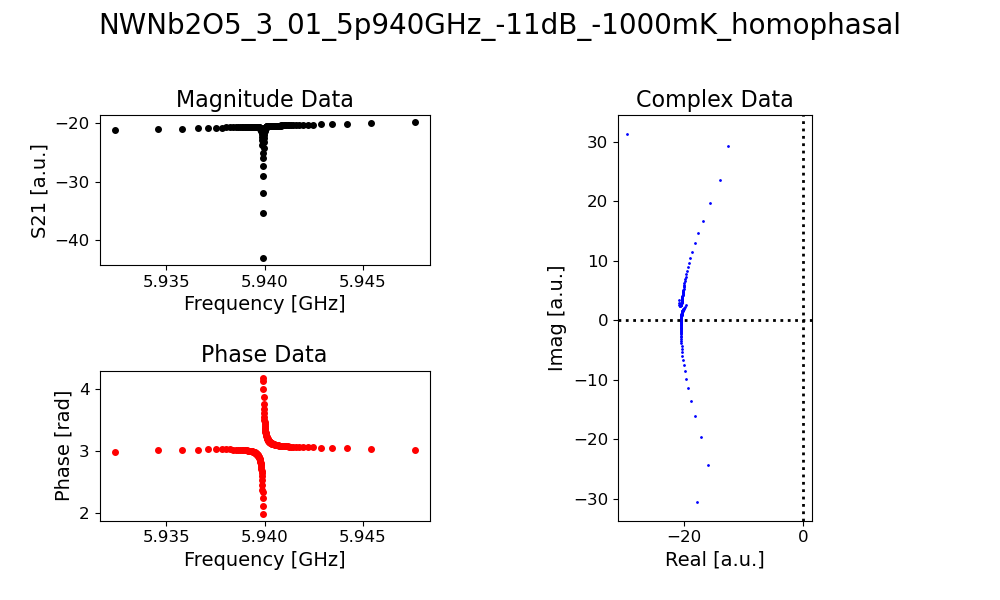 NWNb2O5_3_01_5p940GHz_-11dB_-1000mK_homophasal
Magnitude Data
S21 [a.u.]
−20
−30
−40
5.935 5.940 5.945
Frequency [GHz]
Phase Data
Phase [rad]
4
3
2
5.935 5.940 5.945
Frequency [GHz]
Complex Data
Imag [a.u.]
30
20
10
0
−10
−20
−30
−20 0
Real [a.u.]